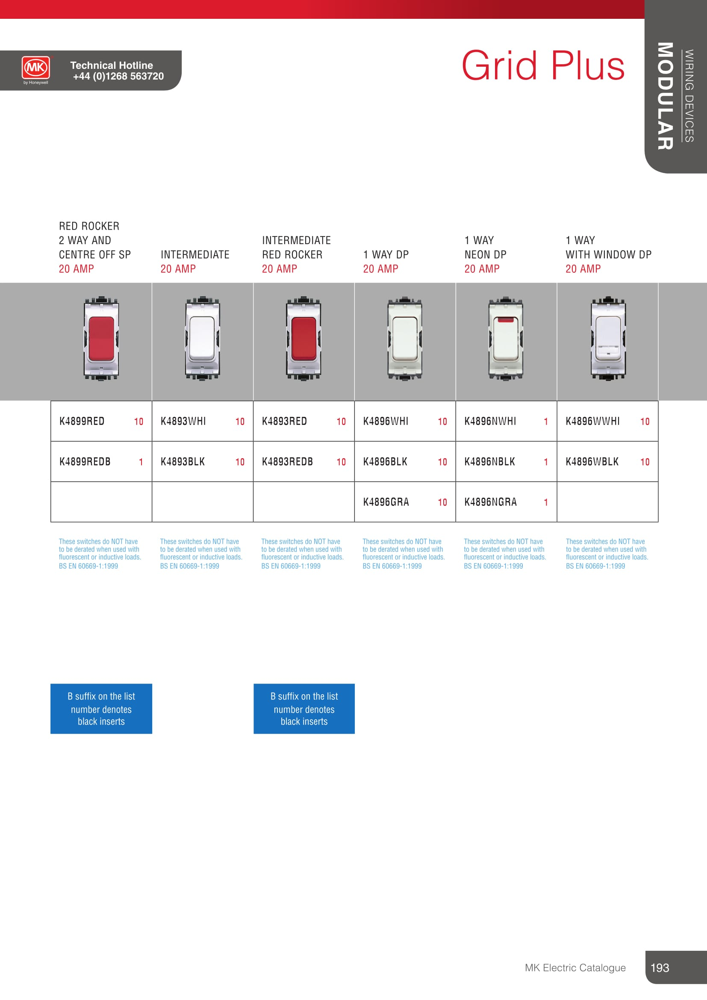 WIRING DEVICES
MODULAR
MK
by Honeywell
Technical Hotline
+44 (0)1268 563720
Grid Plus
RED ROCKER
2 WAY AND
CENTRE OFF SP
20 AMP
INTERMEDIATE
20 AMP
INTERMEDIATE
RED ROCKER
20 AMP
1 WAY DP
20 AMP
1 WAY
NEON DP
20 AMP
1 WAY
WITH WINDOW DP
20 AMP
K4899RED 10 K4893WHI 10 K4893RED 10 K4896WHI 10 K4896NWHI 1 K4896WWHI 10
K4899REDB 1 K4893BLK 10 K4893REDB 10 K4896BLK 10 K4896NBLK 1 K4896WBLK 10
K4896GRA 10 K4896NGRA 1
These switches do NOT have
to be derated when used with
fluorescent or inductive loads.
BS EN 60669-1:1999
These switches do NOT have
to be derated when used with
fluorescent or inductive loads.
BS EN 60669-1:1999
These switches do NOT have
to be derated when used with
fluorescent or inductive loads.
BS EN 60669-1:1999
These switches do NOT have
to be derated when used with
fluorescent or inductive loads.
BS EN 60669-1:1999
These switches do NOT have
to be derated when used with
fluorescent or inductive loads.
BS EN 60669-1:1999
These switches do NOT have
to be derated when used with
fluorescent or inductive loads.
BS EN 60669-1:1999
B suffix on the list
number denotes
black inserts
B suffix on the list
number denotes
black inserts
MK Electric Catalogue
193